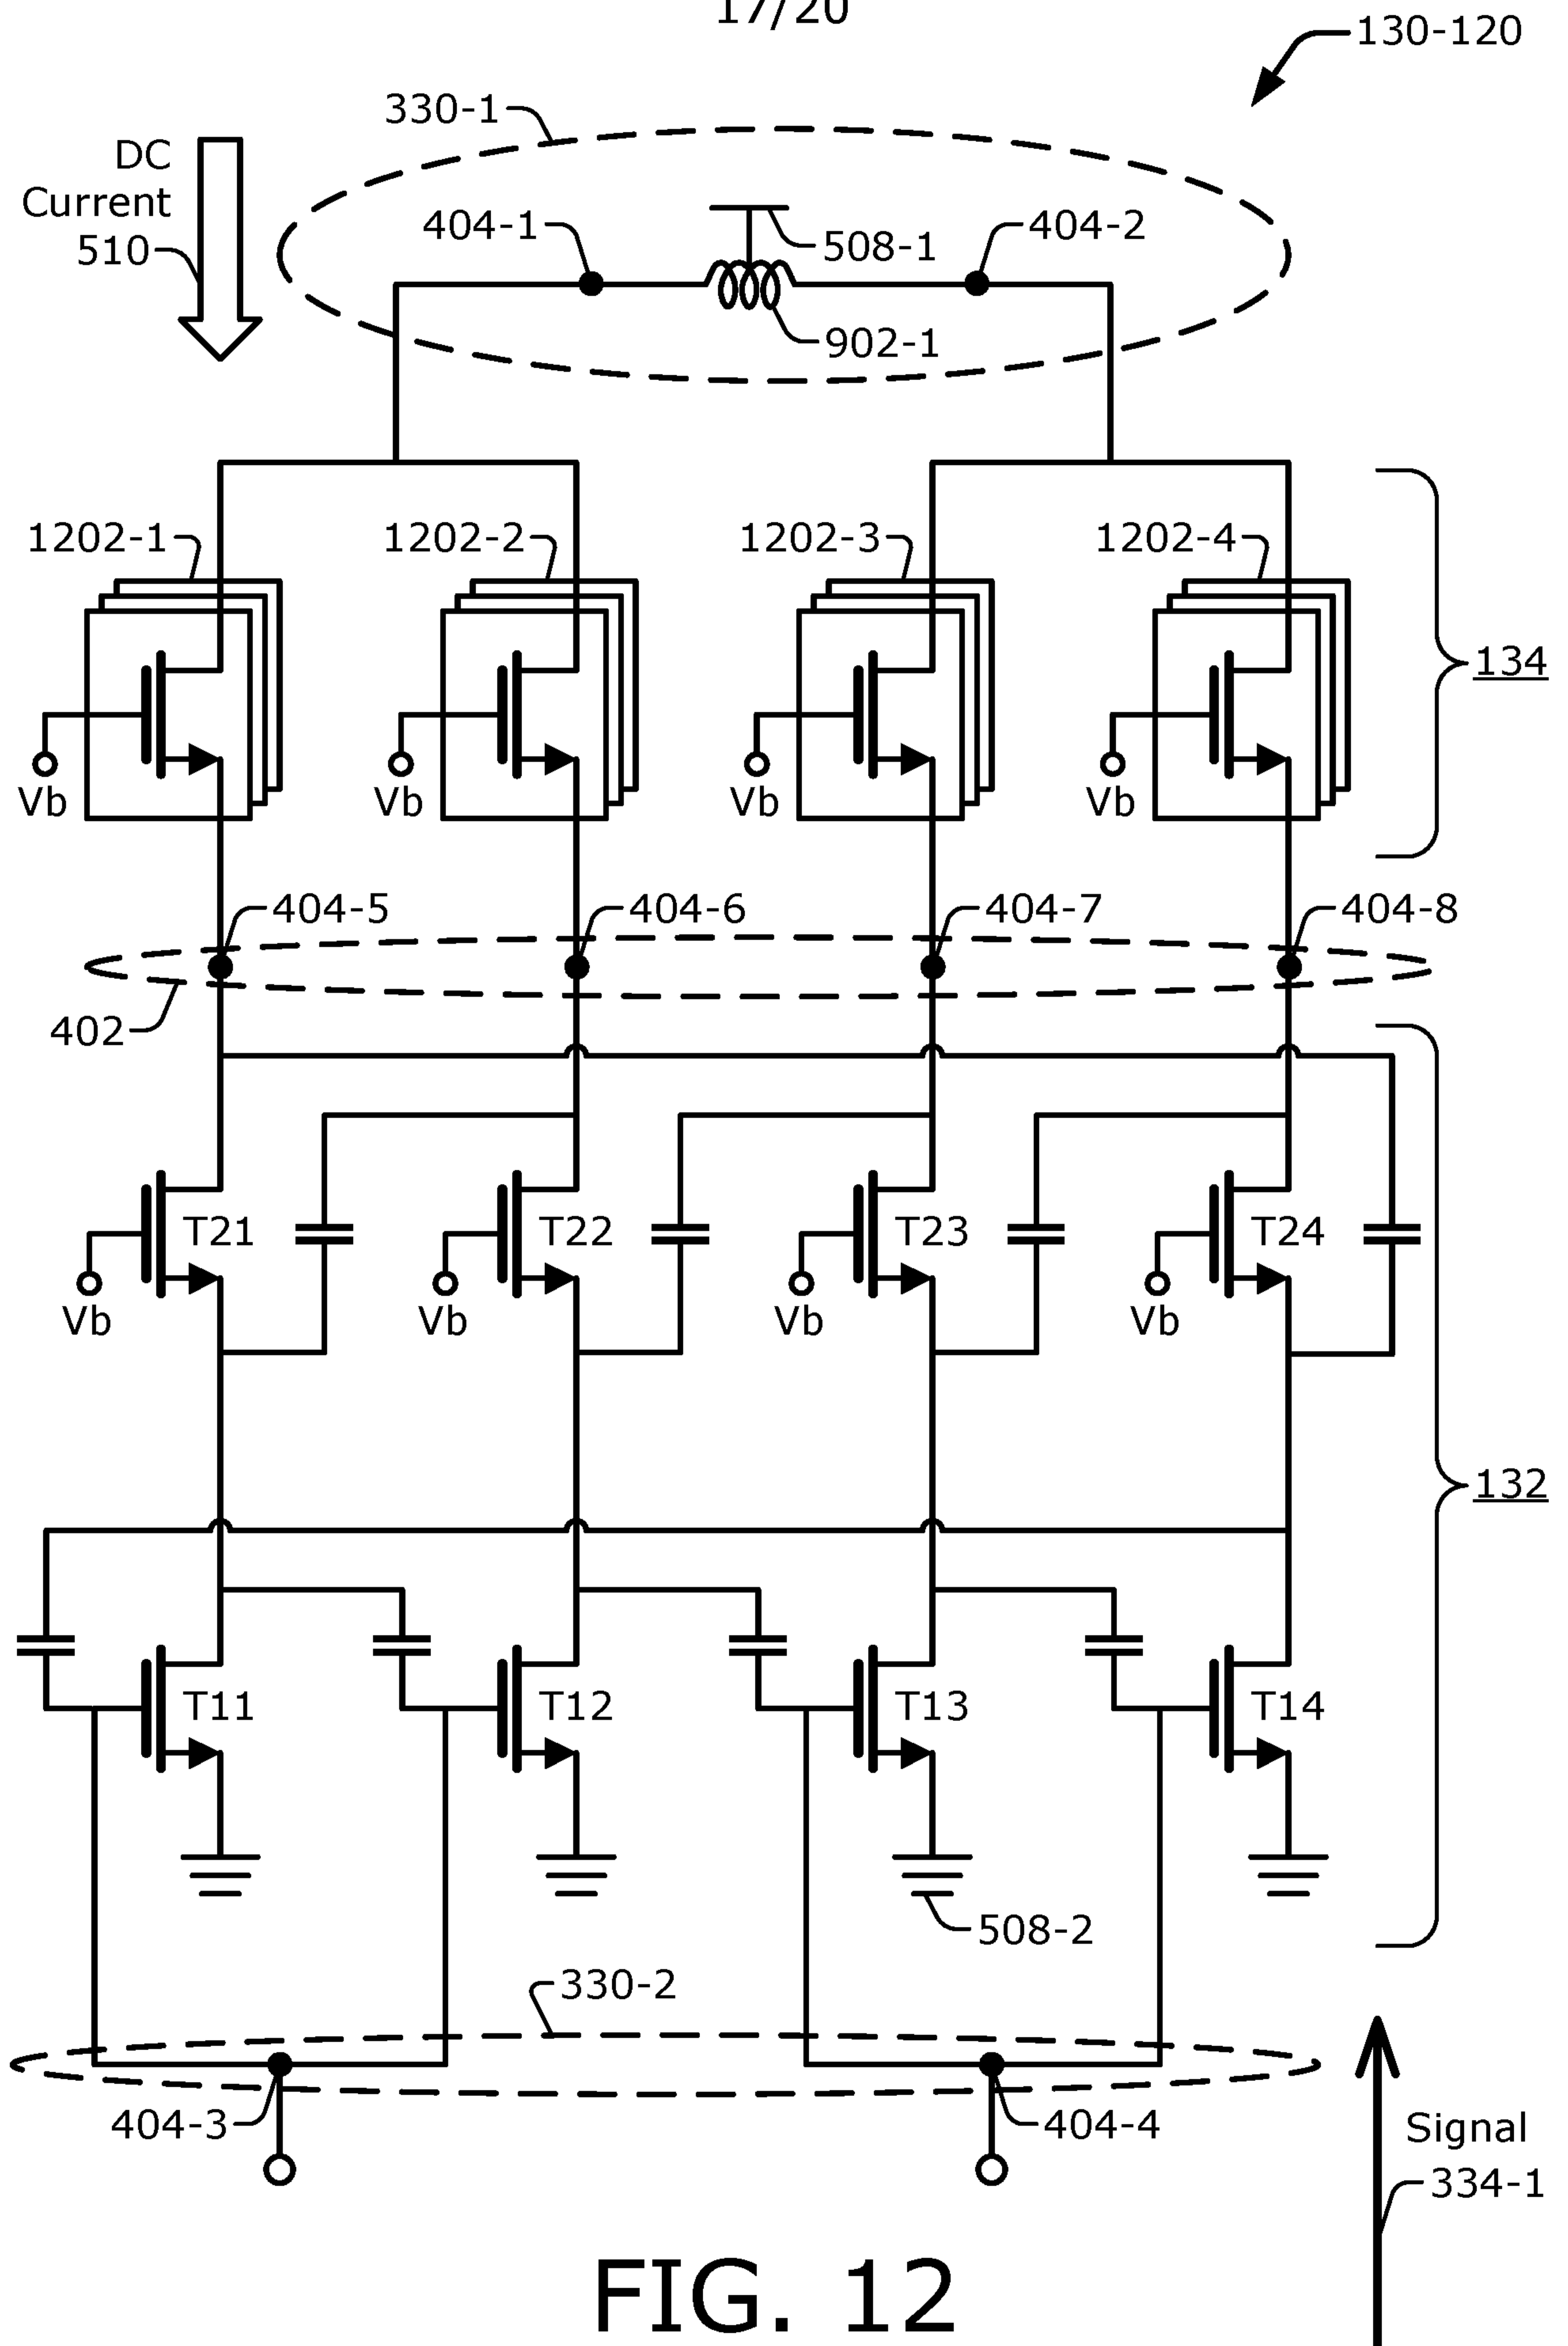 17/20
130-120
330-1
DC
Current
510
404-1
508-1
404-2
902-1
1202-1
1202-2
1202-3
1202-4
134
Vb
Vb
Vb
Vb
404-5
404-6
404-7
404-8
402
T21
T22
T23
T24
Vb
Vb
Vb
Vb
132
T11
T12
T13
T14
508-2
330-2
404-3
404-4
Signal
334-1
FIG. 12